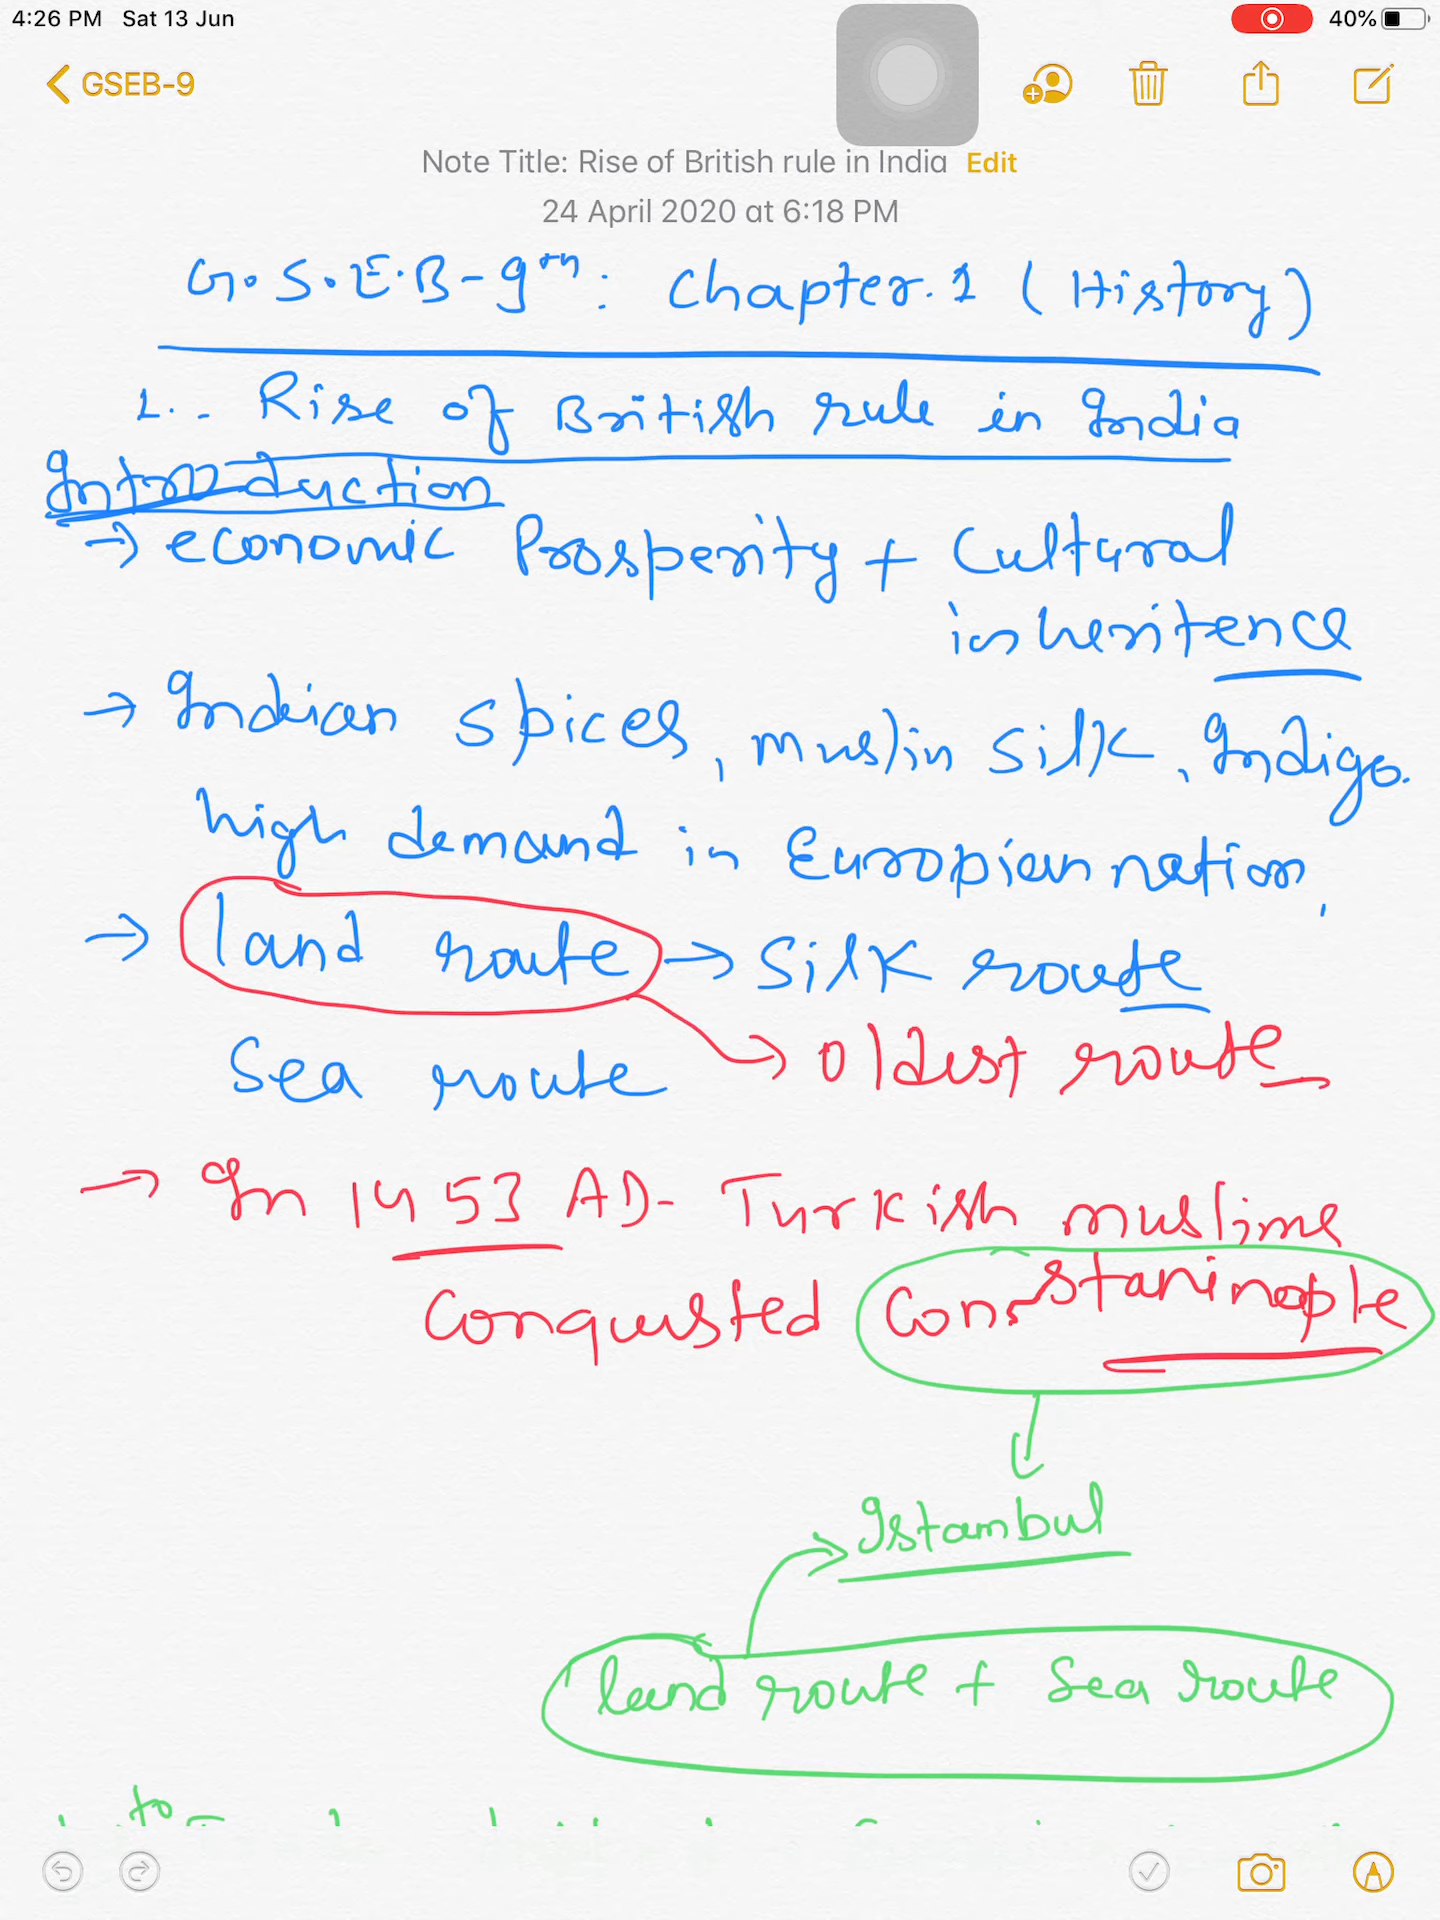 4:26 PM Sat 13 Jun 40%
GSEB-9
Note Title: Rise of British rule in India Edit
24 April 2020 at 6:18 PM
G.S.E.B-9th: Chapter.1 (History)
1.. Rise of British rule in India
Introduction
→ economic Prosperity + Cultural
inheritence
→ Indian spices, muslin silk, Indigo.
high demand in Europian nation,
→ land route → Silk route
Sea route → oldest route
→ In 1453 AD- Turkish muslime
Conquested Constaninople
Istambul
land route + Sea route
to